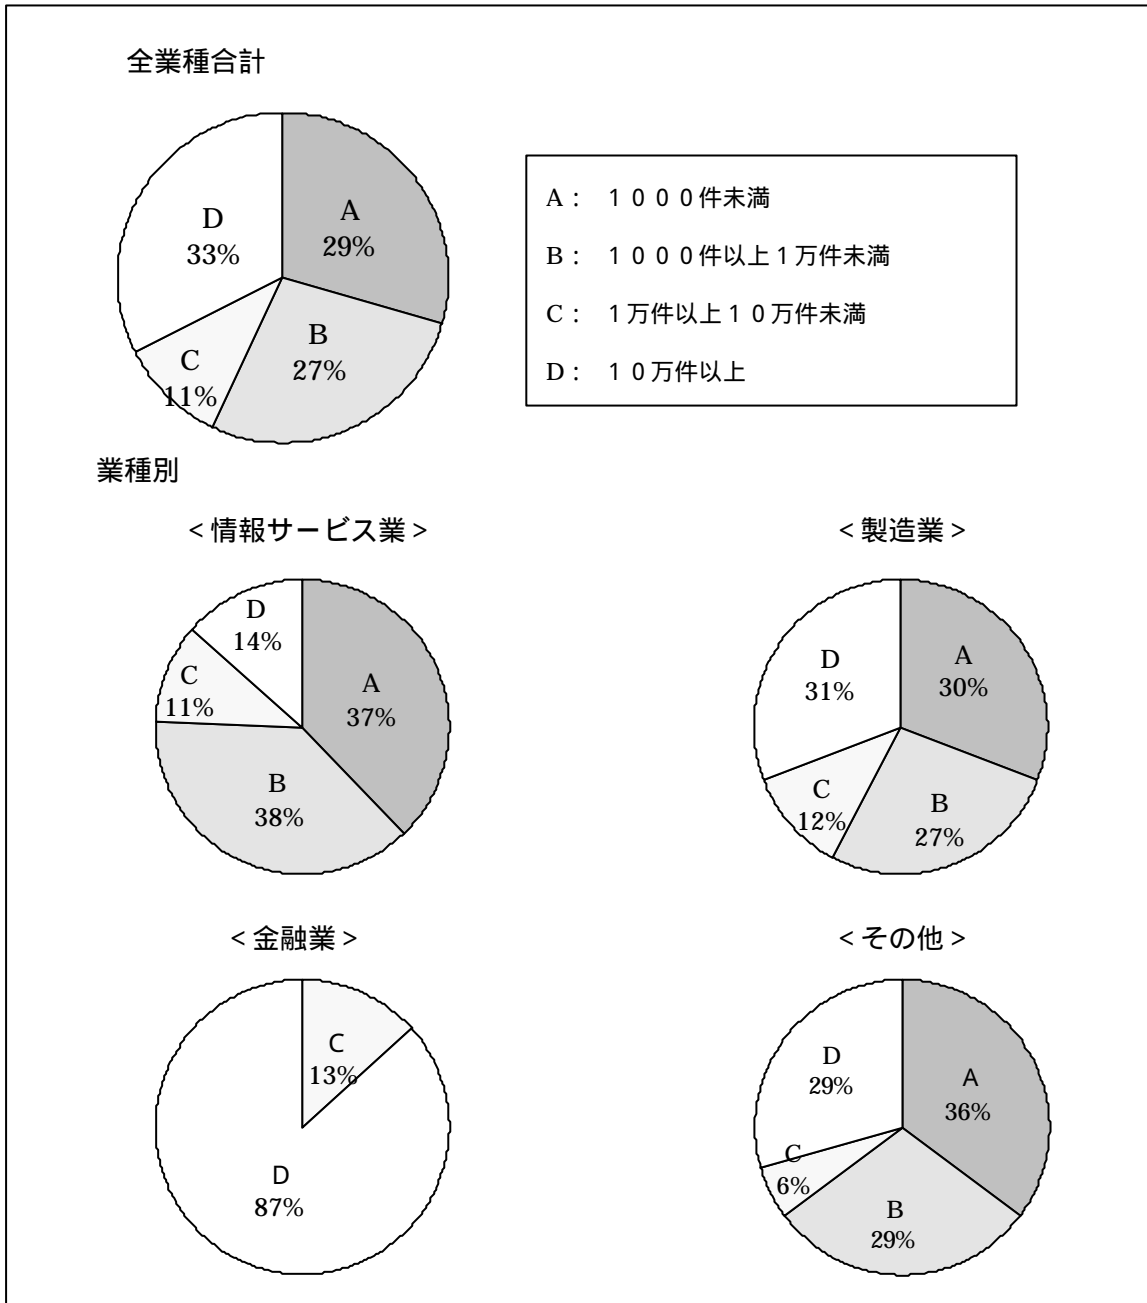 全業種合計
D
33%
A
29%
B
27%
C
11%
A： １０００件未満
B： １０００件以上１万件未満
C： １万件以上１０万件未満
D： １０万件以上
業種別
＜情報サービス業＞
D
14%
C
11%
A
37%
B
38%
＜製造業＞
D
31%
A
30%
C
12%
B
27%
＜金融業＞
C
13%
D
87%
＜その他＞
D
29%
A
36%
C
6%
B
29%